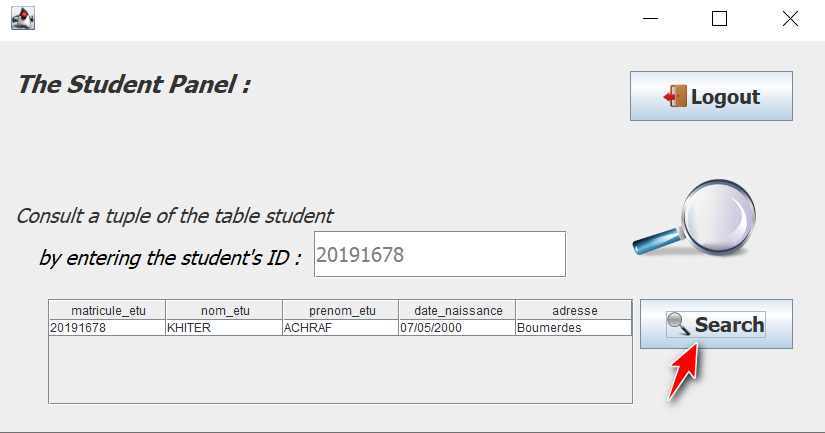 The Student Panel :
Logout
Consult a tuple of the table student
by entering the student's ID :
20191678
matricule_etu nom_etu prenom_etu date_naissance adresse
20191678 KHITER ACHRAF 07/05/2000 Boumerdes
Search